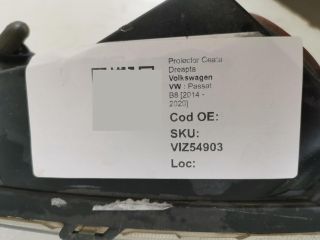 Proiector Ceata
Dreapta
Volkswagen
VW : Passat
B8 [2014 -
2020]
Cod OE:
SKU:
VIZ54903
Loc: